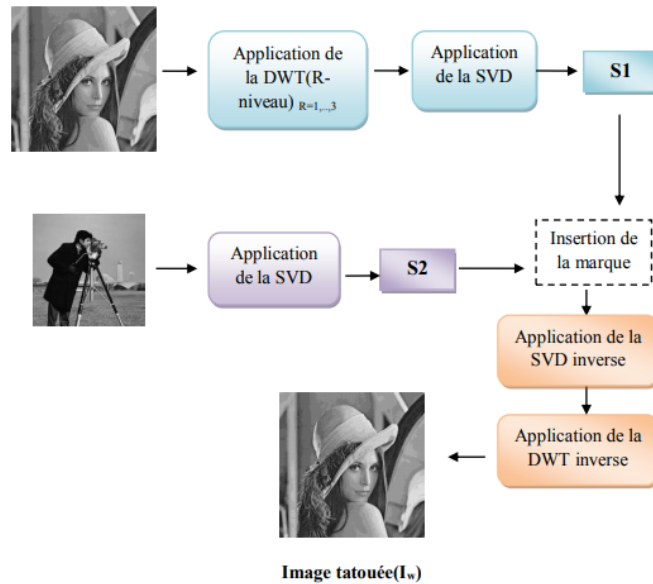 Application de
la DWT(R-
niveau) R=1,..,3
Application
de la SVD
S1
Application
de la SVD
S2
Insertion de
la marque
Application de la
SVD inverse
Application de la
DWT inverse
Image tatouée(Iw)